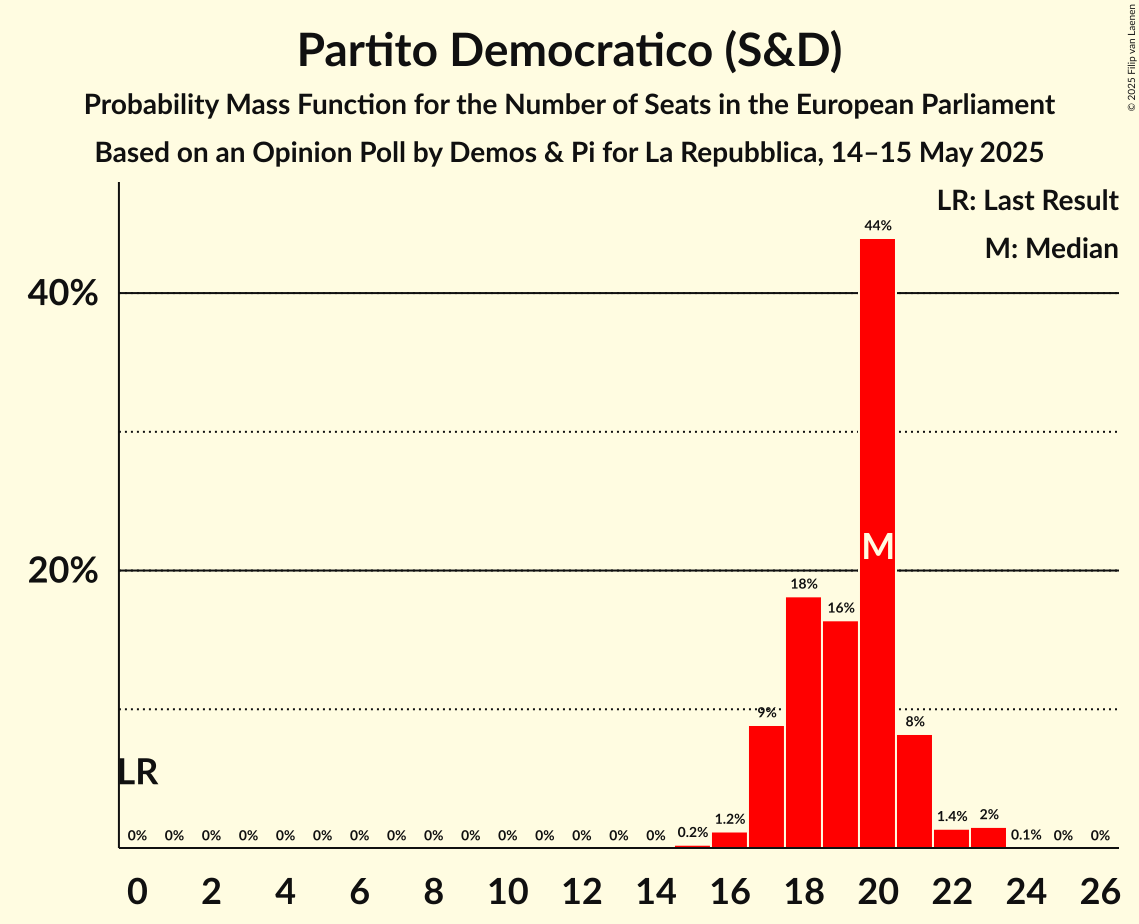 Partito Democratico (S&D)
Probability Mass Function for the Number of Seats in the European Parliament
Based on an Opinion Poll by Demos & Pi for La Repubblica, 14–15 May 2025
© 2025 Filip van Laenen
LR: Last Result
M: Median
40%
20%
44%
M
18%
16%
9%
8%
LR
0% 0% 0% 0% 0% 0% 0% 0% 0% 0% 0% 0% 0% 0% 0% 0.2% 1.2% 1.4% 2% 0.1% 0% 0%
0 2 4 6 8 10 12 14 16 18 20 22 24 26